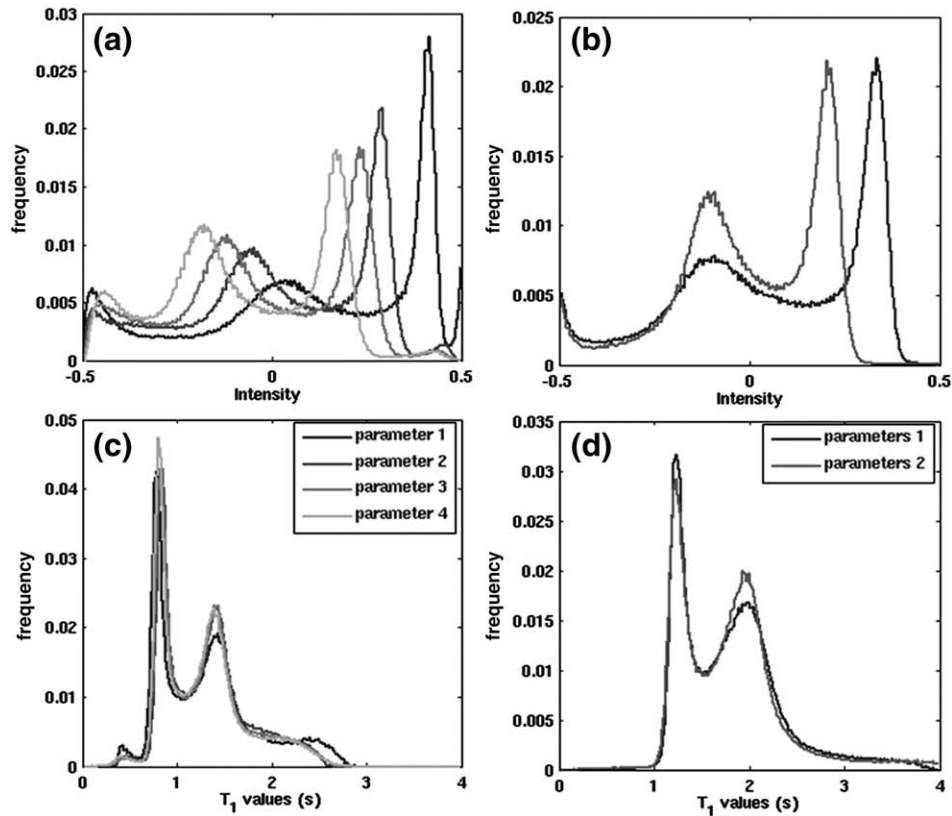 (a)
0.03
0.025
0.02
0.015
0.01
0.005
0
frequency
-0.5
0
0.5
Intensity
(b)
0.025
0.02
0.015
0.01
0.005
0
frequency
-0.5
0
0.5
Intensity
(c)
0.05
0.04
0.03
0.02
0.01
0
frequency
parameter 1
parameter 2
parameter 3
parameter 4
0
1
2
3
4
T1 values (s)
(d)
0.035
0.03
0.025
0.02
0.015
0.01
0.005
0
frequency
parameters 1
parameters 2
0
1
2
3
4
T1 values (s)